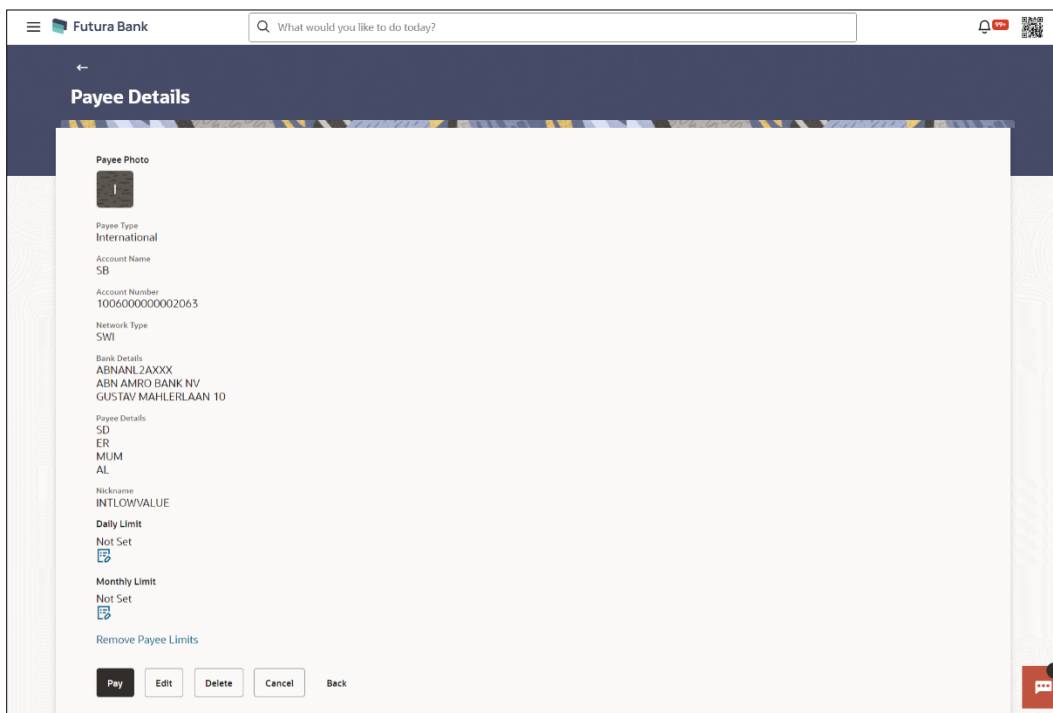 Futura Bank
What would you like to do today?
99+
Payee Details
Payee Photo
I
Payee Type
International
Account Name
SB
Account Number
1006000000002063
Network Type
SWI
Bank Details
ABNANL2AXXX
ABN AMRO BANK NV
GUSTAV MAHLERLAAN 10
Payee Details
SD
ER
MUM
AL
Nickname
INTLOWVALUE
Daily Limit
Not Set
Monthly Limit
Not Set
Remove Payee Limits
Pay Edit Delete Cancel Back